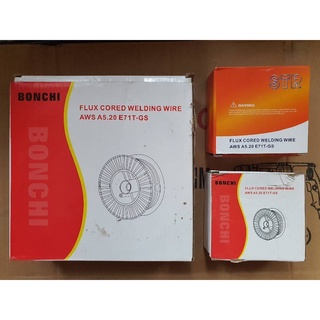 BONCHI
FLUX CORED WELDING WIRE
AWS A5.20 E71T-GS
BONCHI
STR
WARNING
FLUX CORED WELDING WIRE
AWS A5.20 E71T-GS
BONCHI
FLUX CORED WELDING WIRE
AWS A5.20 E71T-GS
BONCHI